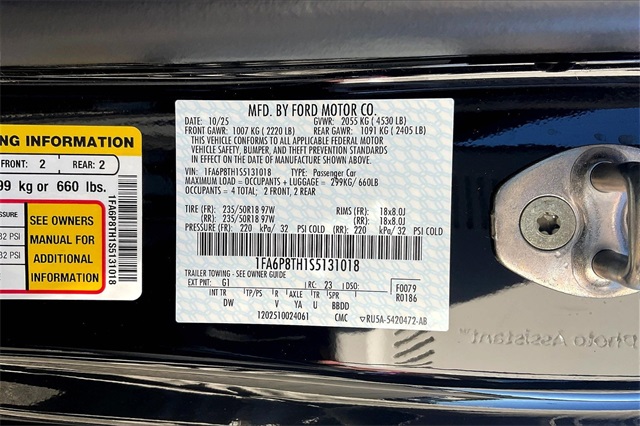 MFD. BY FORD MOTOR CO.
DATE: 10/25 GVWR: 2055 KG ( 4530 LB)
FRONT GAWR: 1007 KG ( 2220 LB) REAR GAWR: 1091 KG ( 2405 LB)
THIS VEHICLE CONFORMS TO ALL APPLICABLE FEDERAL MOTOR
VEHICLE SAFETY, BUMPER, AND THEFT PREVENTION STANDARDS
IN EFFECT ON THE DATE OF MANUFACTURE SHOWN ABOVE.
VIN: 1FA6P8TH1S5131018 TYPE: Passenger Car
MAXIMUM LOAD = OCCUPANTS + LUGGAGE = 299KG/ 660LB
OCCUPANTS = 4 TOTAL; 2 FRONT, 2 REAR
TIRE (FR): 235/50R18 97W RIMS (FR): 18x8.0J
(RR): 235/50R18 97W (RR): 18x8.0J
PRESSURE: (FR): 220 kPa/ 32 PSI COLD (RR): 220 kPa/ 32 PSI COLD
1FA6P8TH1S5131018
TRAILER TOWING - SEE OWNER GUIDE
EXT PNT: G1 RC: 23 DSO: F0079
INT TR TP/PS R AXLE TR SPR R0186
DW V YA U BBDD
1202510024061 CMC RU5A-5420472-AB
NG INFORMATION
FRONT: 2 REAR: 2
99 kg or 660 lbs.
PRESSURE
32 PSI
32 PSI
SEE OWNERS
MANUAL FOR
ADDITIONAL
INFORMATION
1FA6P8TH1S5131018
Photo Assistant